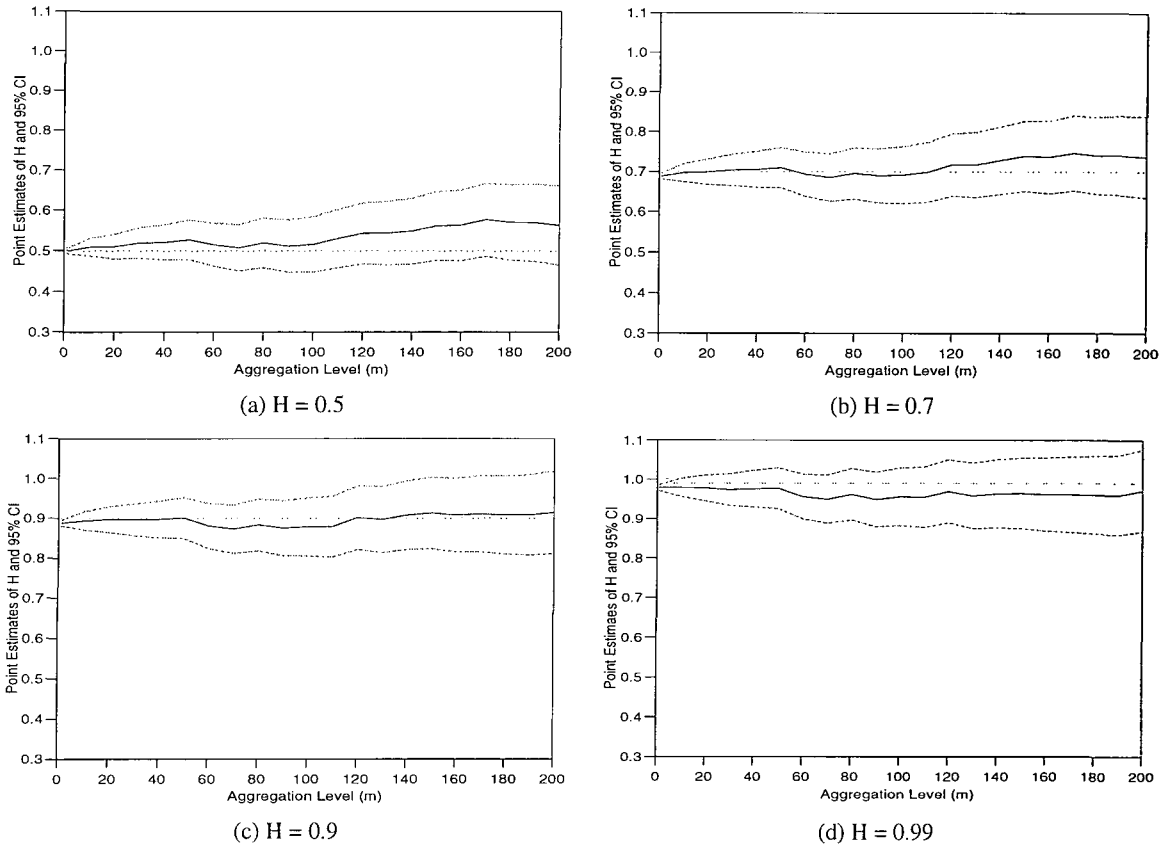 Point Estimates of H and 95% CI
1.1
1.0
0.9
0.8
0.7
0.6
0.5
0.4
0.3
0 20 40 60 80 100 120 140 160 180 200
Aggregation Level (m)
(a) H = 0.5
Point Estimates of H and 95% CI
1.1
1.0
0.9
0.8
0.7
0.6
0.5
0.4
0.3
0 20 40 60 80 100 120 140 160 180 200
Aggregation Level (m)
(b) H = 0.7
Point Estimates of H and 95% CI
1.1
1.0
0.9
0.8
0.7
0.6
0.5
0.4
0.3
0 20 40 60 80 100 120 140 160 180 200
Aggregation Level (m)
(c) H = 0.9
Point Estimaes of H and 95% CI
1.1
1.0
0.9
0.8
0.7
0.6
0.5
0.4
0.3
0 20 40 60 80 100 120 140 160 180 200
Aggregation Level (m)
(d) H = 0.99